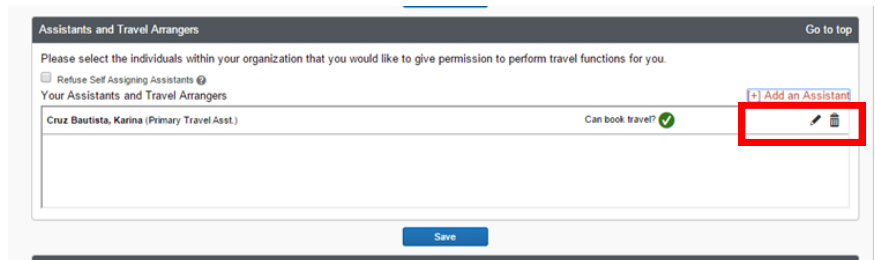 Assistants and Travel Arrangers Go to top
Please select the individuals within your organization that you would like to give permission to perform travel functions for you.
Refuse Self Assigning Assistants
Your Assistants and Travel Arrangers [+] Add an Assistant
Cruz Bautista, Karina (Primary Travel Asst.) Can book travel?
Save